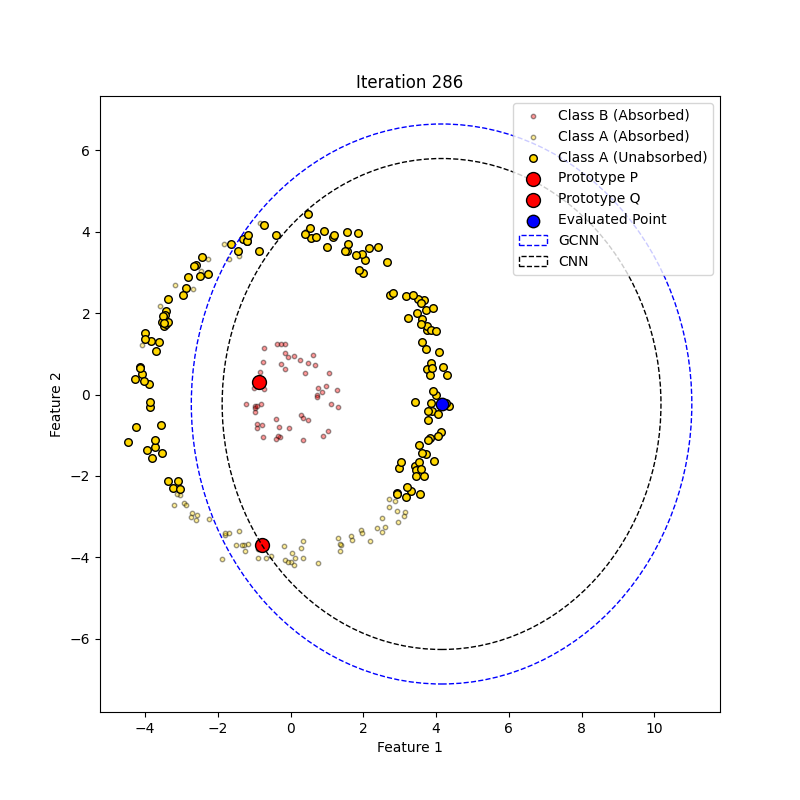 Iteration 286
Class B (Absorbed)
Class A (Absorbed)
Class A (Unabsorbed)
Prototype P
Prototype Q
Evaluated Point
GCNN
CNN
Feature 2
6
4
2
0
−2
−4
−6
−4 −2 0 2 4 6 8 10
Feature 1